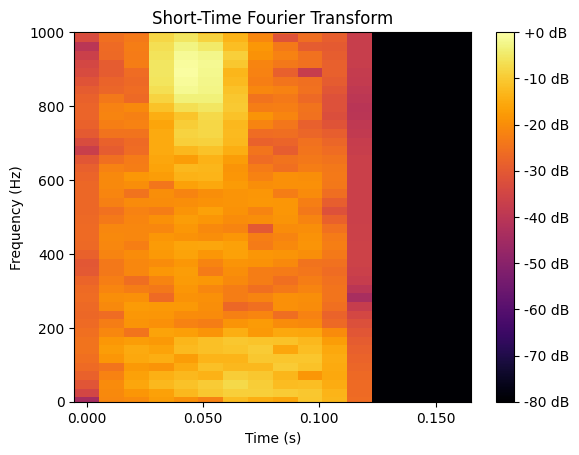 Short-Time Fourier Transform
Frequency (Hz)
1000
800
600
400
200
0
0.000
0.050
0.100
0.150
Time (s)
+0 dB
-10 dB
-20 dB
-30 dB
-40 dB
-50 dB
-60 dB
-70 dB
-80 dB